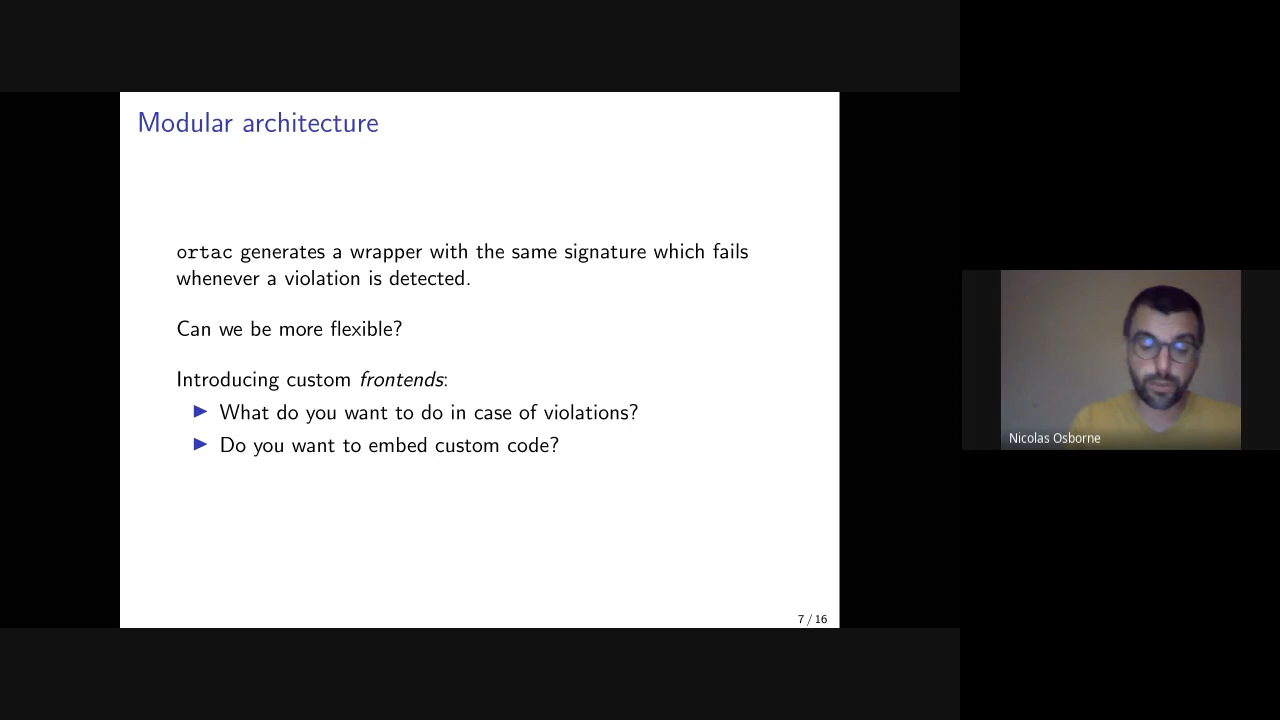 Modular architecture
ortac generates a wrapper with the same signature which fails
whenever a violation is detected.
Can we be more flexible?
Introducing custom frontends:
▶ What do you want to do in case of violations?
▶ Do you want to embed custom code?
7 / 16
Nicolas Osborne